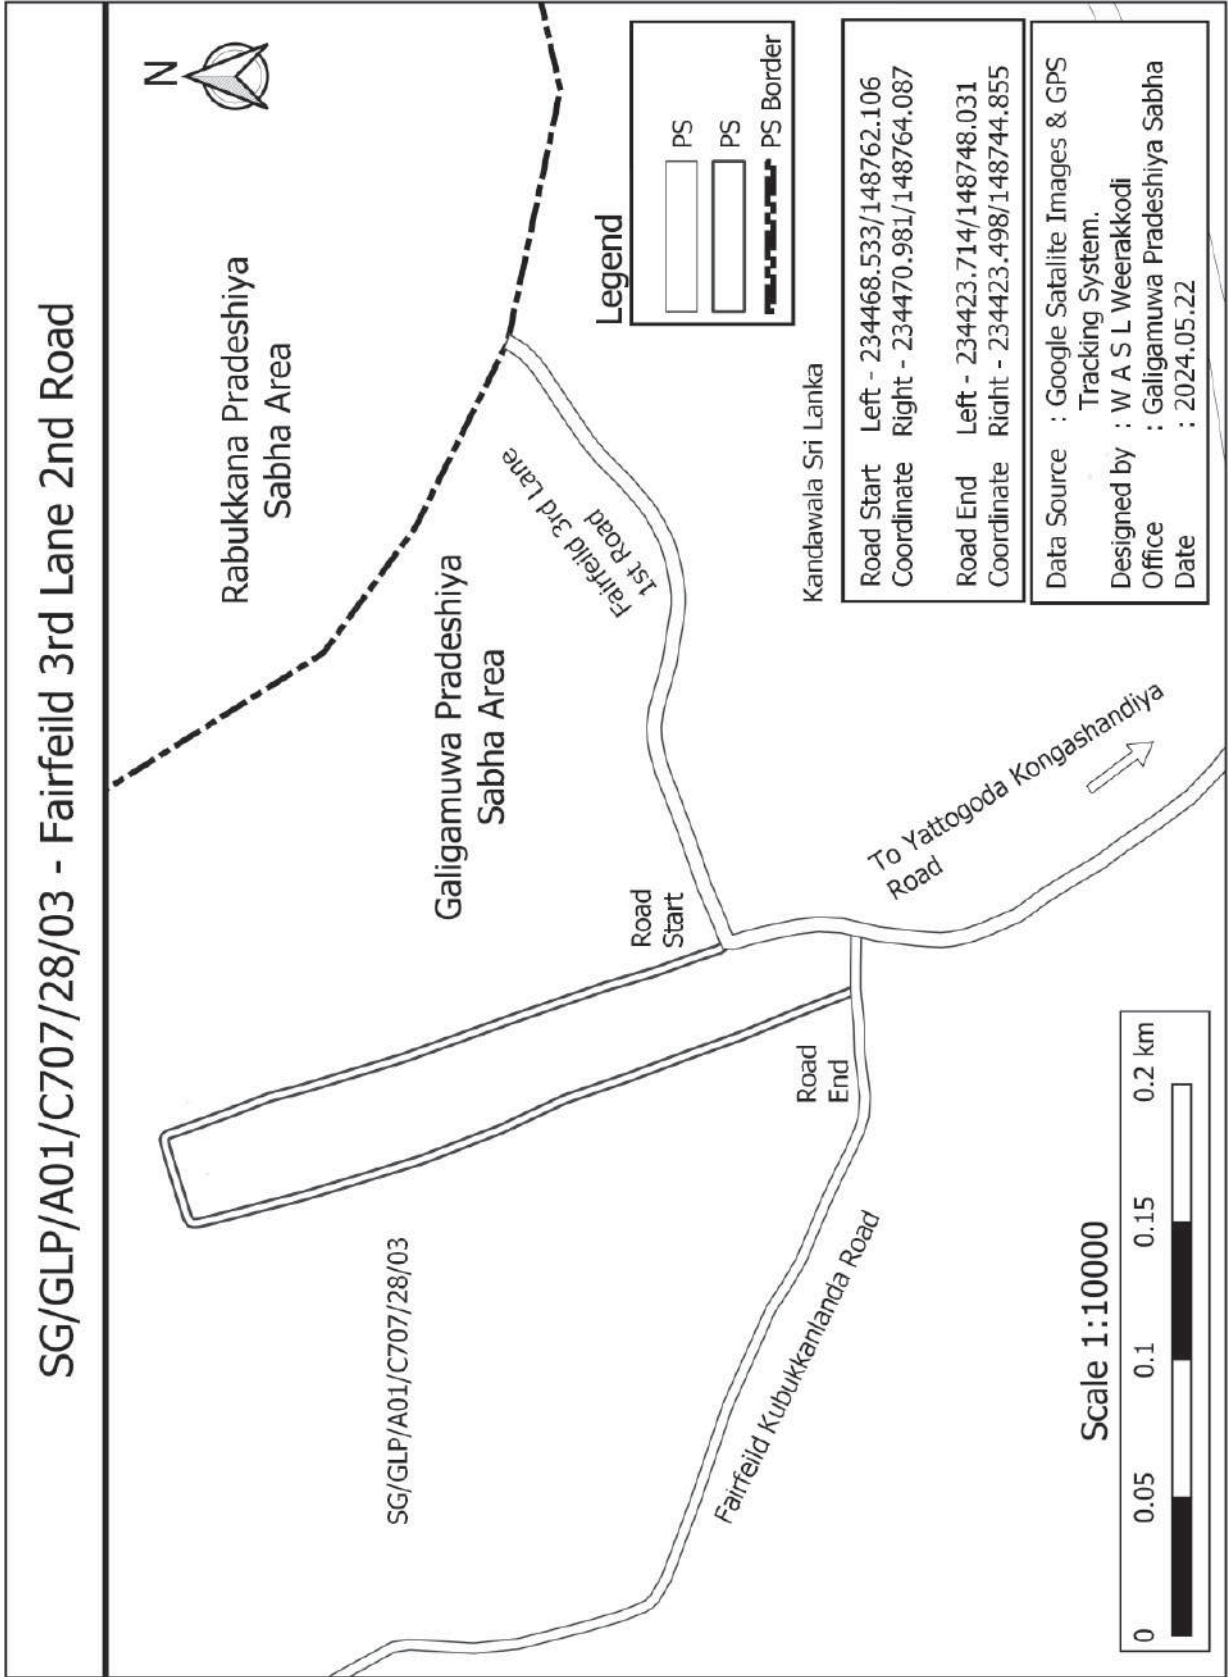 SG/GLP/A01/C707/28/03 - Fairfeild 3rd Lane 2nd Road
N
Rabukkana Pradeshiya
Sabha Area
Galigamuwa Pradeshiya
Sabha Area
Fairfeild 3rd Lane
1st Road
Road
Start
SG/GLP/A01/C707/28/03
Road
End
Fairfeild Kubukkanlanda Road
To Yattogoda Kongashandiya
Road
Legend
PS
PS
PS Border
Kandawala Sri Lanka
Road Start Left - 234468.533/148762.106
Coordinate Right - 234470.981/148764.087
Road End Left - 234423.714/148748.031
Coordinate Right - 234423.498/148744.855
Data Source : Google Satalite Images & GPS
Tracking System.
Designed by : W A S L Weerakkodi
Office : Galigamuwa Pradeshiya Sabha
Date : 2024.05.22
Scale 1:10000
0 0.05 0.1 0.15 0.2 km